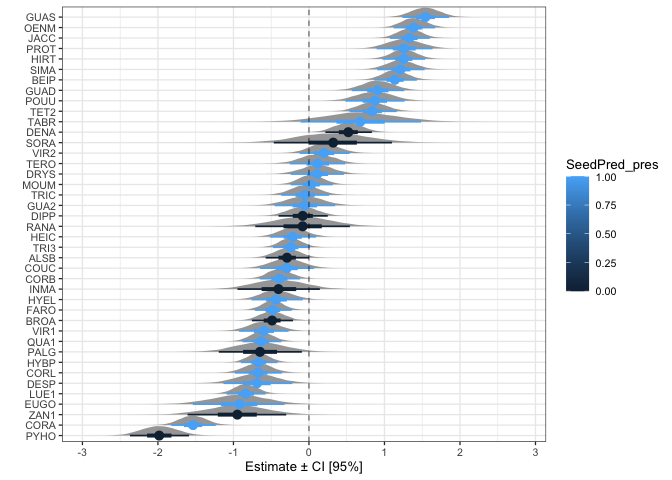 GUAS
OENM
JACC
PROT
HIRT
SIMA
BEIP
GUAD
POUU
TET2
TABR
DENA
SORA
VIR2
TERO
DRYS
MOUM
TRIC
GUA2
DIPP
RANA
HEIC
TRI3
ALSB
COUC
CORB
INMA
HYEL
FARO
BROA
VIR1
QUA1
PALG
HYBP
CORL
DESP
LUE1
EUGO
ZAN1
CORA
PYHO
-3 -2 -1 0 1 2 3
Estimate ± CI [95%]
SeedPred_pres
1.00
0.75
0.50
0.25
0.00